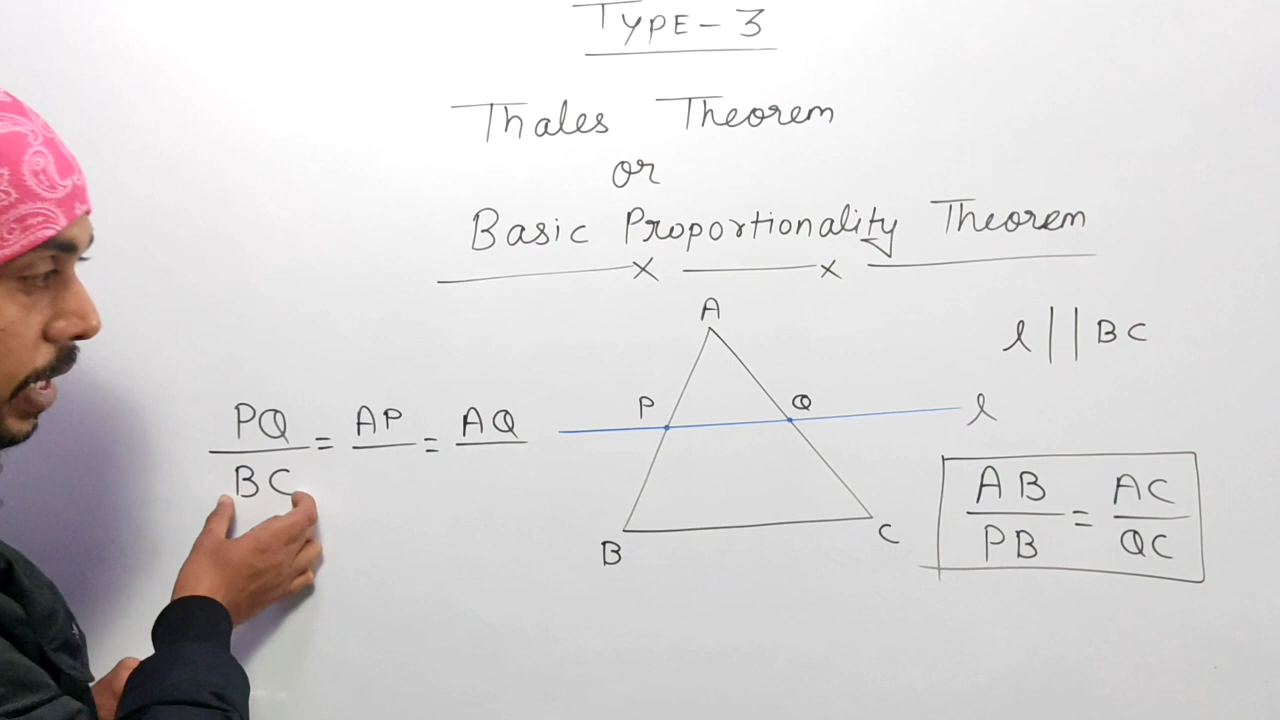 TYPE-3
Thales Theorem
or
Basic Proportionality Theorem
A
l || BC
P
Q
l
PQ/BC = AP/ = AQ/
AB/PB = AC/QC
B
C